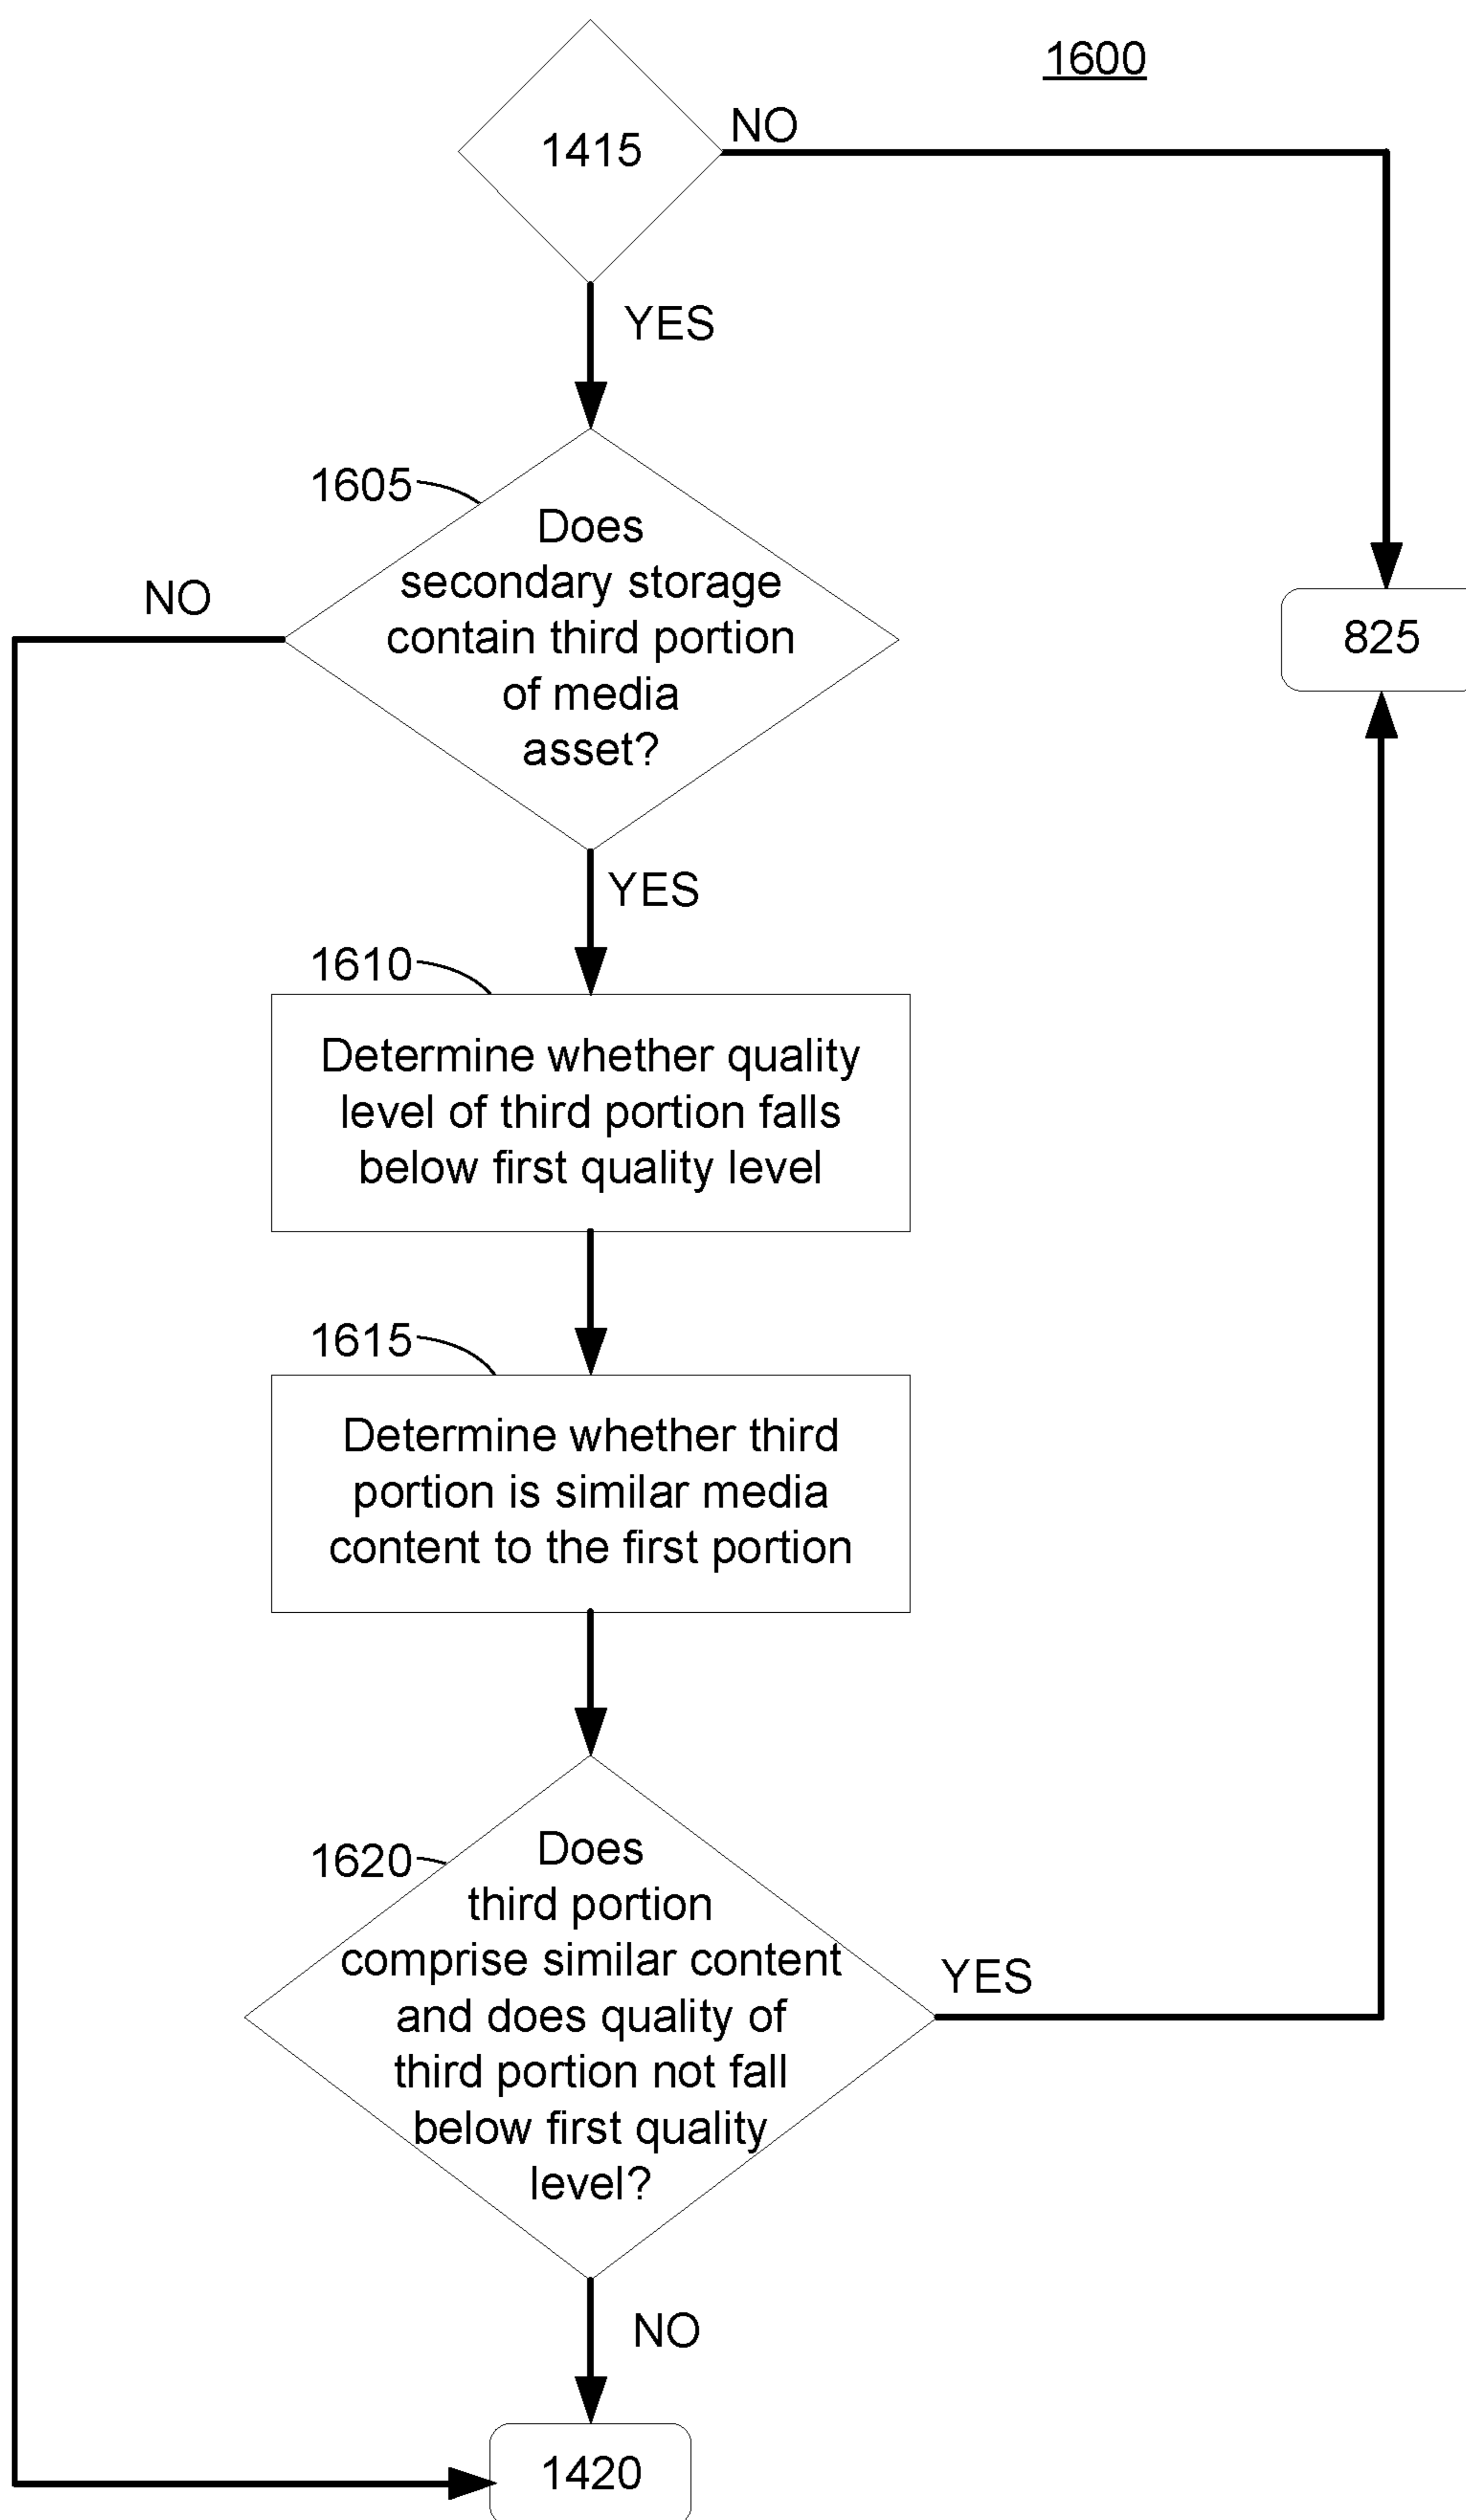 1600
1415
NO
YES
1605
Does
secondary storage
contain third portion
of media
asset?
NO
825
YES
1610
Determine whether quality
level of third portion falls
below first quality level
1615
Determine whether third
portion is similar media
content to the first portion
1620
Does
third portion
comprise similar content
and does quality of
third portion not fall
below first quality
level?
YES
NO
1420